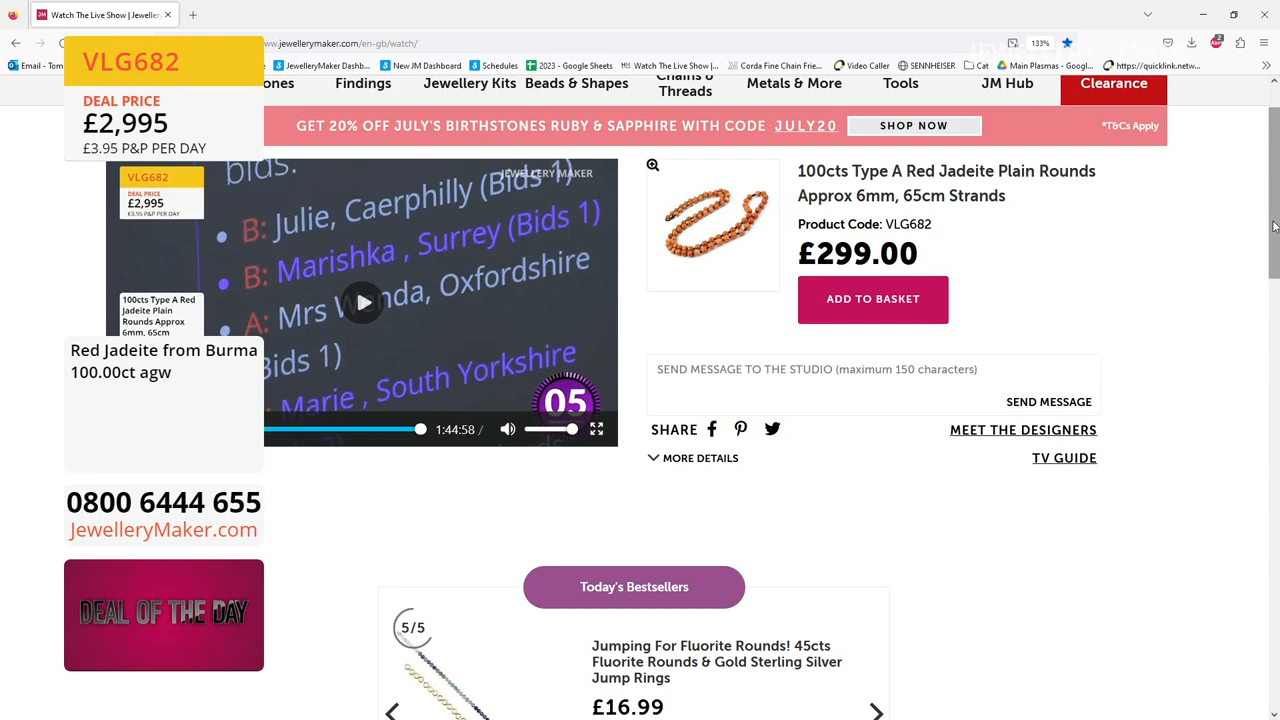 Watch The Live Show | Jeweller
ww.jewellerymaker.com/en-gb/watch/
133%
2
Email - Tom
JewelleryMaker Dashb...
New JM Dashboard
Schedules
2023 - Google Sheets
Watch The Live Show...
Corda Fine Chain Frie...
Video Caller
SENNHEISER
Cat
Main Plasmas - Googl...
https://quicklink.netw...
VLG682
DEAL PRICE
£2,995
£3.95 P&P PER DAY
ones
Findings
Jewellery Kits
Beads & Shapes
Chains &
Threads
Metals & More
Tools
JM Hub
Clearance
GET 20% OFF JULY'S BIRTHSTONES RUBY & SAPPHIRE WITH CODE JULY20
SHOP NOW
*T&Cs Apply
JEWELLERY MAKER
VLG682
DEAL PRICE
£2,995
£3.95 P&P PER DAY
bids.
B: Julie, Caerphilly (Bids 1)
B: Marishka , Surrey (Bids 1)
A: Mrs Wenda, Oxfordshire
Bids 1)
Marie , South Yorkshire
100cts Type A Red
Jadeite Plain
Rounds Approx
6mm, 65cm
05
1:44:58 /
Red Jadeite from Burma
100.00ct agw
0800 6444 655
JewelleryMaker.com
DEAL OF THE DAY
100cts Type A Red Jadeite Plain Rounds
Approx 6mm, 65cm Strands
Product Code: VLG682
£299.00
ADD TO BASKET
SEND MESSAGE TO THE STUDIO (maximum 150 characters)
SEND MESSAGE
SHARE
MEET THE DESIGNERS
MORE DETAILS
TV GUIDE
Today's Bestsellers
5/5
Jumping For Fluorite Rounds! 45cts
Fluorite Rounds & Gold Sterling Silver
Jump Rings
£16.99